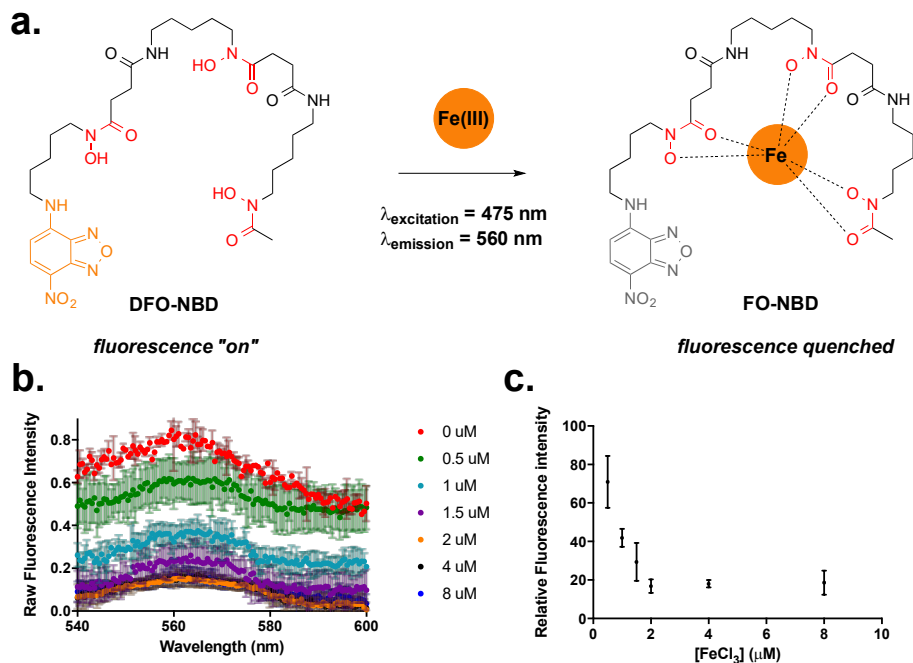 a.
O
NH
HO
N
O
O
NH
N
O
OH
HO
N
O
NH
N
O
N
NO₂
DFO-NBD
fluorescence "on"
Fe(III)
λexcitation = 475 nm
λemission = 560 nm
O
NH
O
N
O
O
NH
N
O
O
Fe
O
N
O
NH
N
O
N
NO₂
FO-NBD
fluorescence quenched
b.
Raw Fluorescence Intensity
0.8
0.6
0.4
0.2
0.0
540
560
580
600
Wavelength (nm)
0 uM
0.5 uM
1 uM
1.5 uM
2 uM
4 uM
8 uM
c.
Relative Fluorescence intensity
100
80
60
40
20
0
0
2
4
6
8
10
[FeCl₃] (μM)